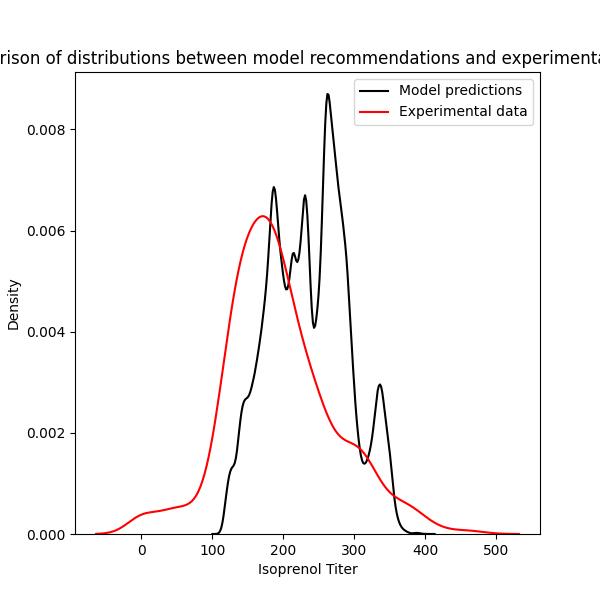 rison of distributions between model recommendations and experimenta
Model predictions
Experimental data
0.008
0.006
0.004
0.002
0.000
Density
0
100
200
300
400
500
Isoprenol Titer